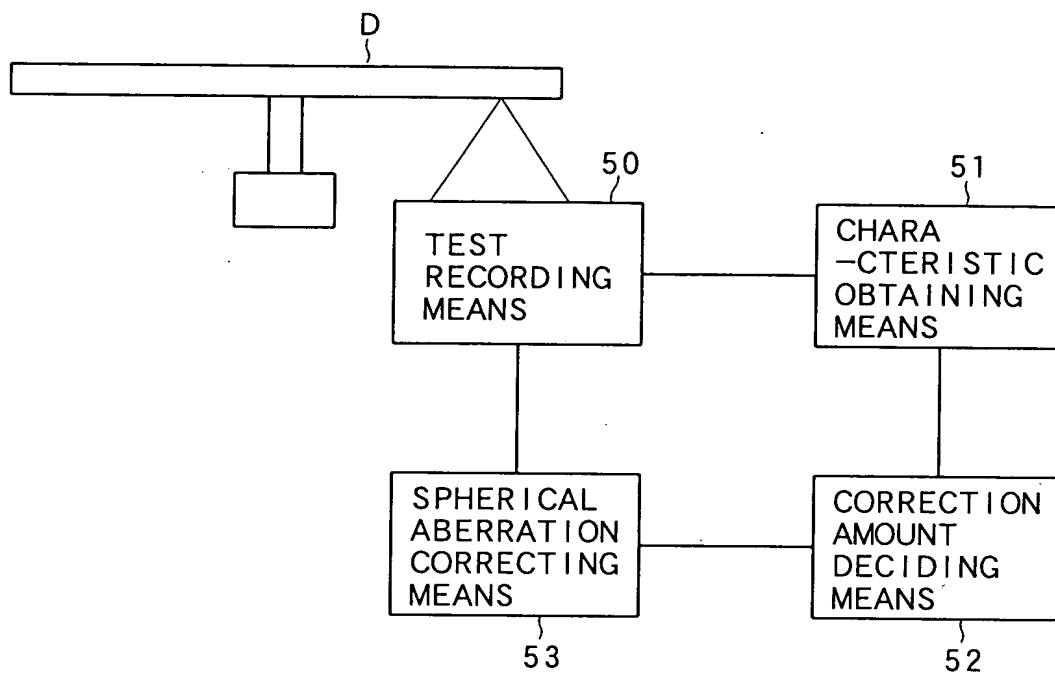 D
50
TEST
RECORDING
MEANS
51
CHARA
-CTERISTIC
OBTAINING
MEANS
SPHERICAL
ABERRATION
CORRECTING
MEANS
53
CORRECTION
AMOUNT
DECIDING
MEANS
52